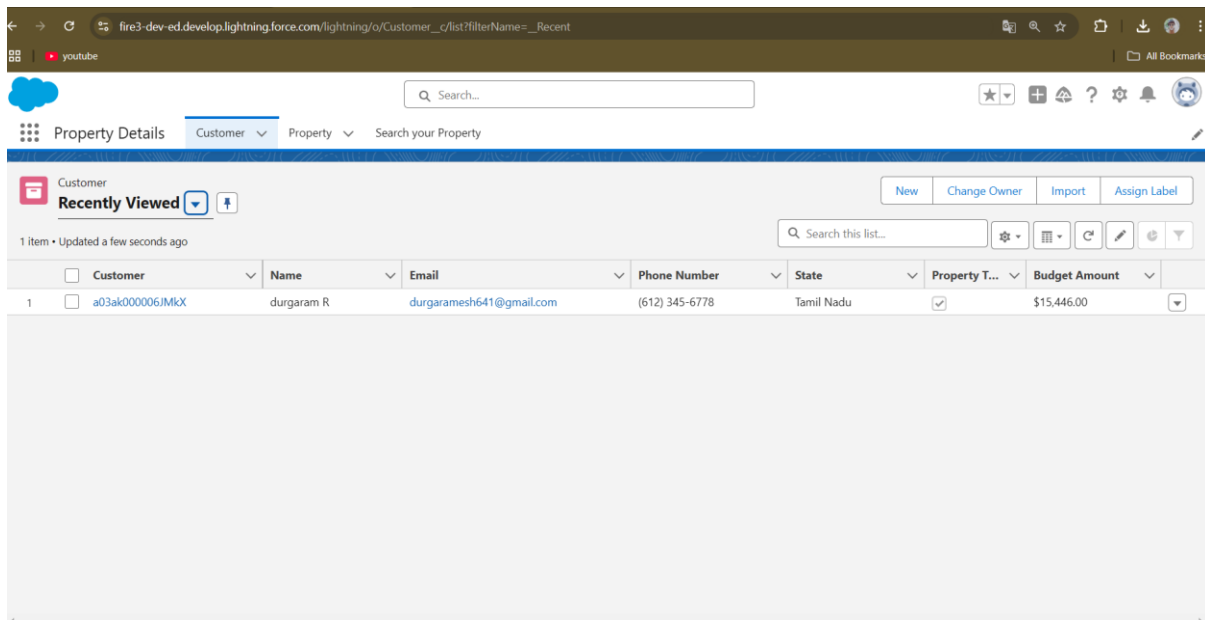 fire3-dev-ed.develop.lightning.force.com/lightning/o/Customer__c/list?filterName=__Recent
youtube
All Bookmarks
Search...
Property Details Customer Property Search your Property
Customer
Recently Viewed
New Change Owner Import Assign Label
1 item • Updated a few seconds ago
Search this list...
Customer Name Email Phone Number State Property T... Budget Amount
1 a03ak000006JMkX durgaram R durgaramesh641@gmail.com (612) 345-6778 Tamil Nadu $15,446.00